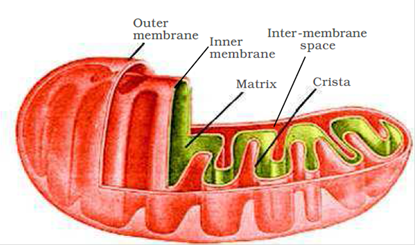 Outer
membrane
Inner
membrane
Inter-membrane
space
Matrix
Crista